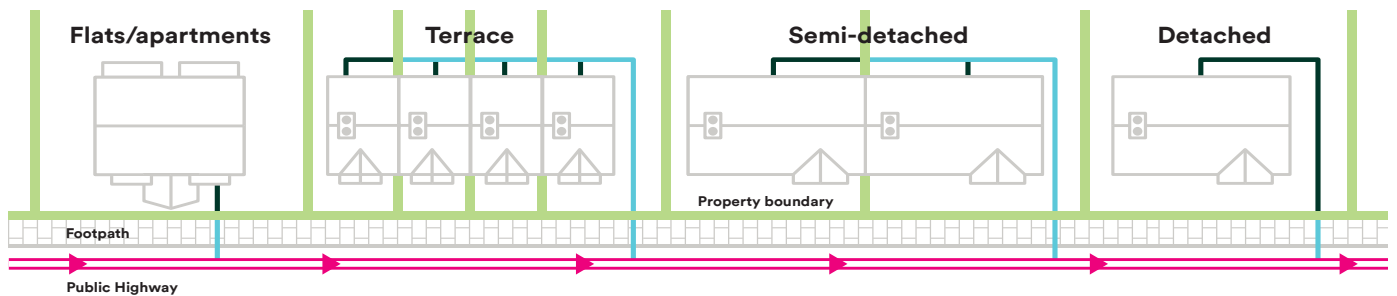 Flats/apartments
Terrace
Semi-detached
Detached
Property boundary
Footpath
Public Highway